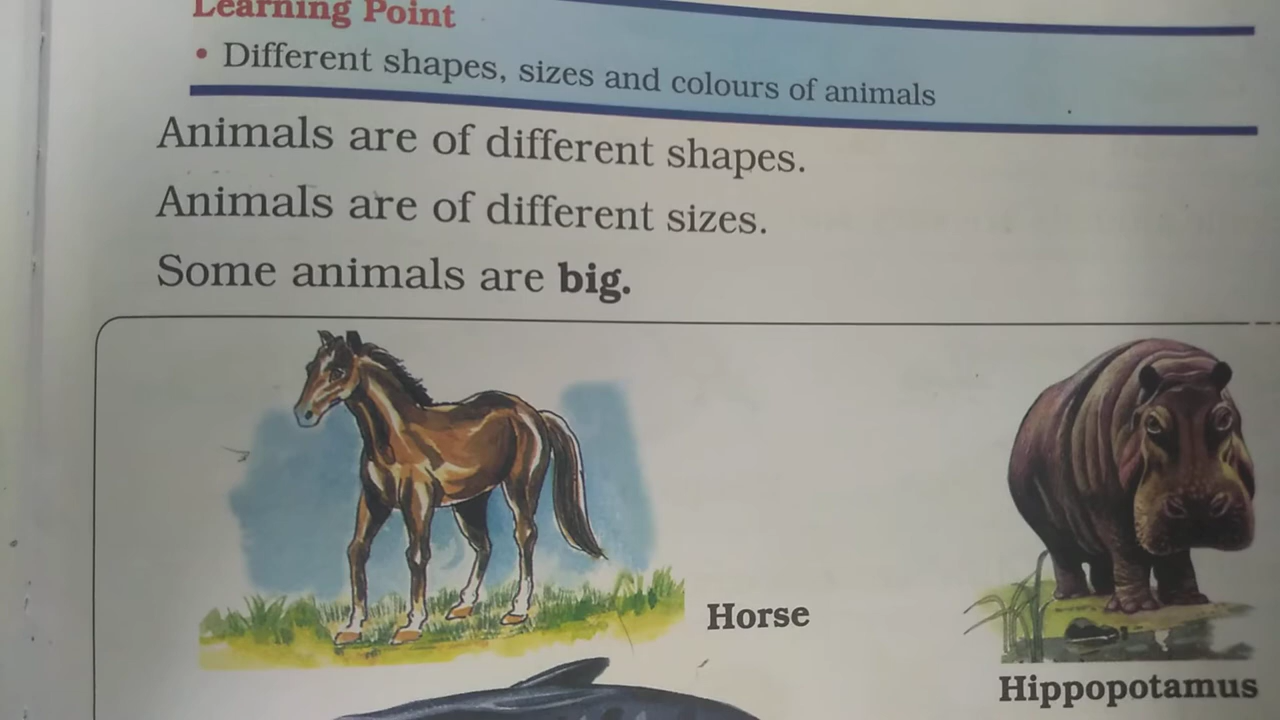 Learning Point
• Different shapes, sizes and colours of animals
Animals are of different shapes.
Animals are of different sizes.
Some animals are big.
Horse
Hippopotamus